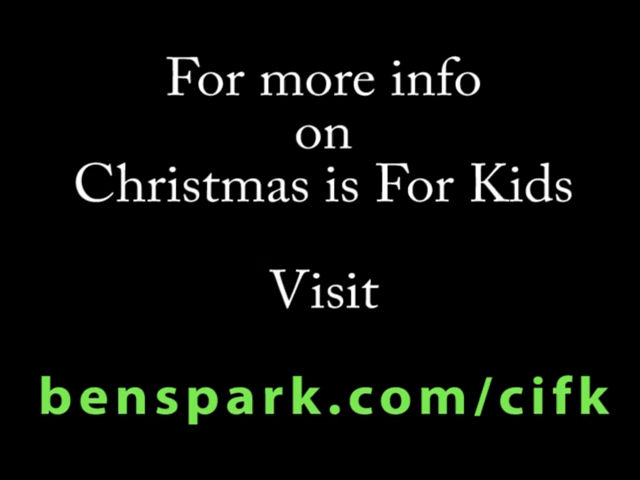 For more info
on
Christmas is For Kids
Visit
benspark.com/cifk